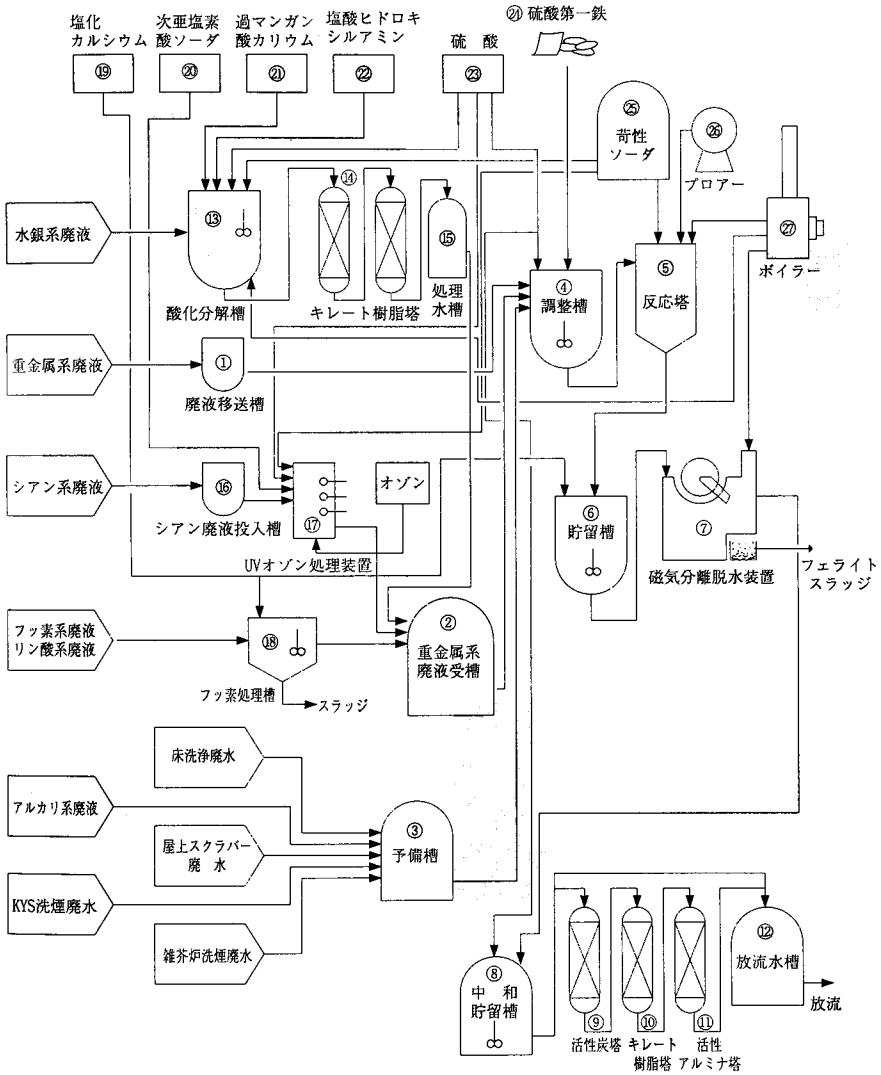 塩化
カルシウム
⑲
次亜塩素
酸ソーダ
⑳
過マンガン
酸カリウム
㉑
塩酸ヒドロキ
シルアミン
㉒
硫 酸
㉓
㉔ 硫酸第一鉄
㉕
苛性
ソーダ
㉖
ブロアー
㉗
ボイラー
水銀系廃液
⑬
酸化分解槽
⑭
キレート樹脂塔
⑮
処理
水槽
④
調整槽
⑤
反応塔
重金属系廃液
①
廃液移送槽
シアン系廃液
⑯
シアン廃液投入槽
⑰
オゾン
UVオゾン処理装置
⑥
貯留槽
⑦
磁気分離脱水装置
フェライト
スラッジ
フッ素系廃液
リン酸系廃液
⑱
フッ素処理槽
スラッジ
②
重金属系
廃液受槽
床洗浄廃水
アルカリ系廃液
屋上スクラバー
廃 水
KYS洗煙廃水
雑芥炉洗煙廃水
③
予備槽
⑧
中 和
貯留槽
⑨
活性炭塔
⑩
キレート
樹脂塔
⑪
活性
アルミナ塔
⑫
放流水槽
放流